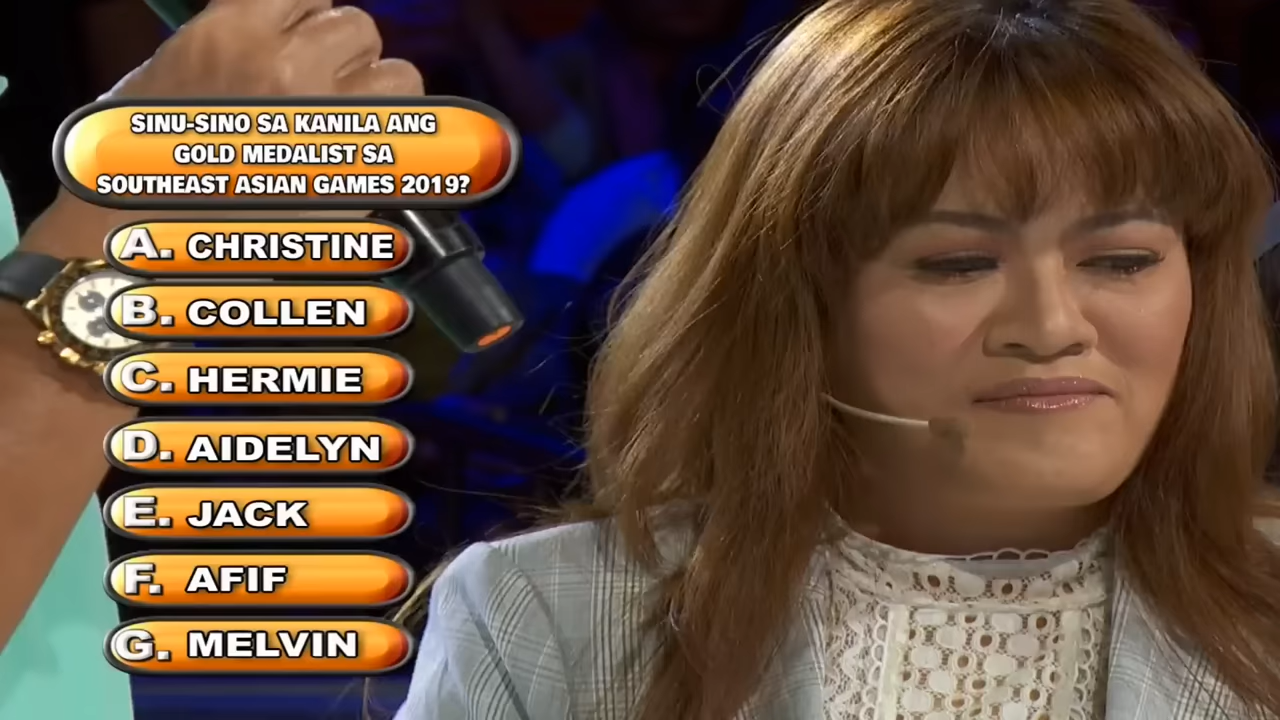 SINU-SINO SA KANILA ANG
GOLD MEDALIST SA
SOUTHEAST ASIAN GAMES 2019?
A. CHRISTINE
B. COLLEN
C. HERMIE
D. AIDELYN
E. JACK
F. AFIF
G. MELVIN